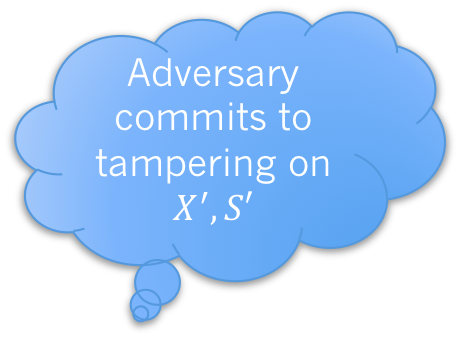 Adversary
commits to
tampering on
X′, S′